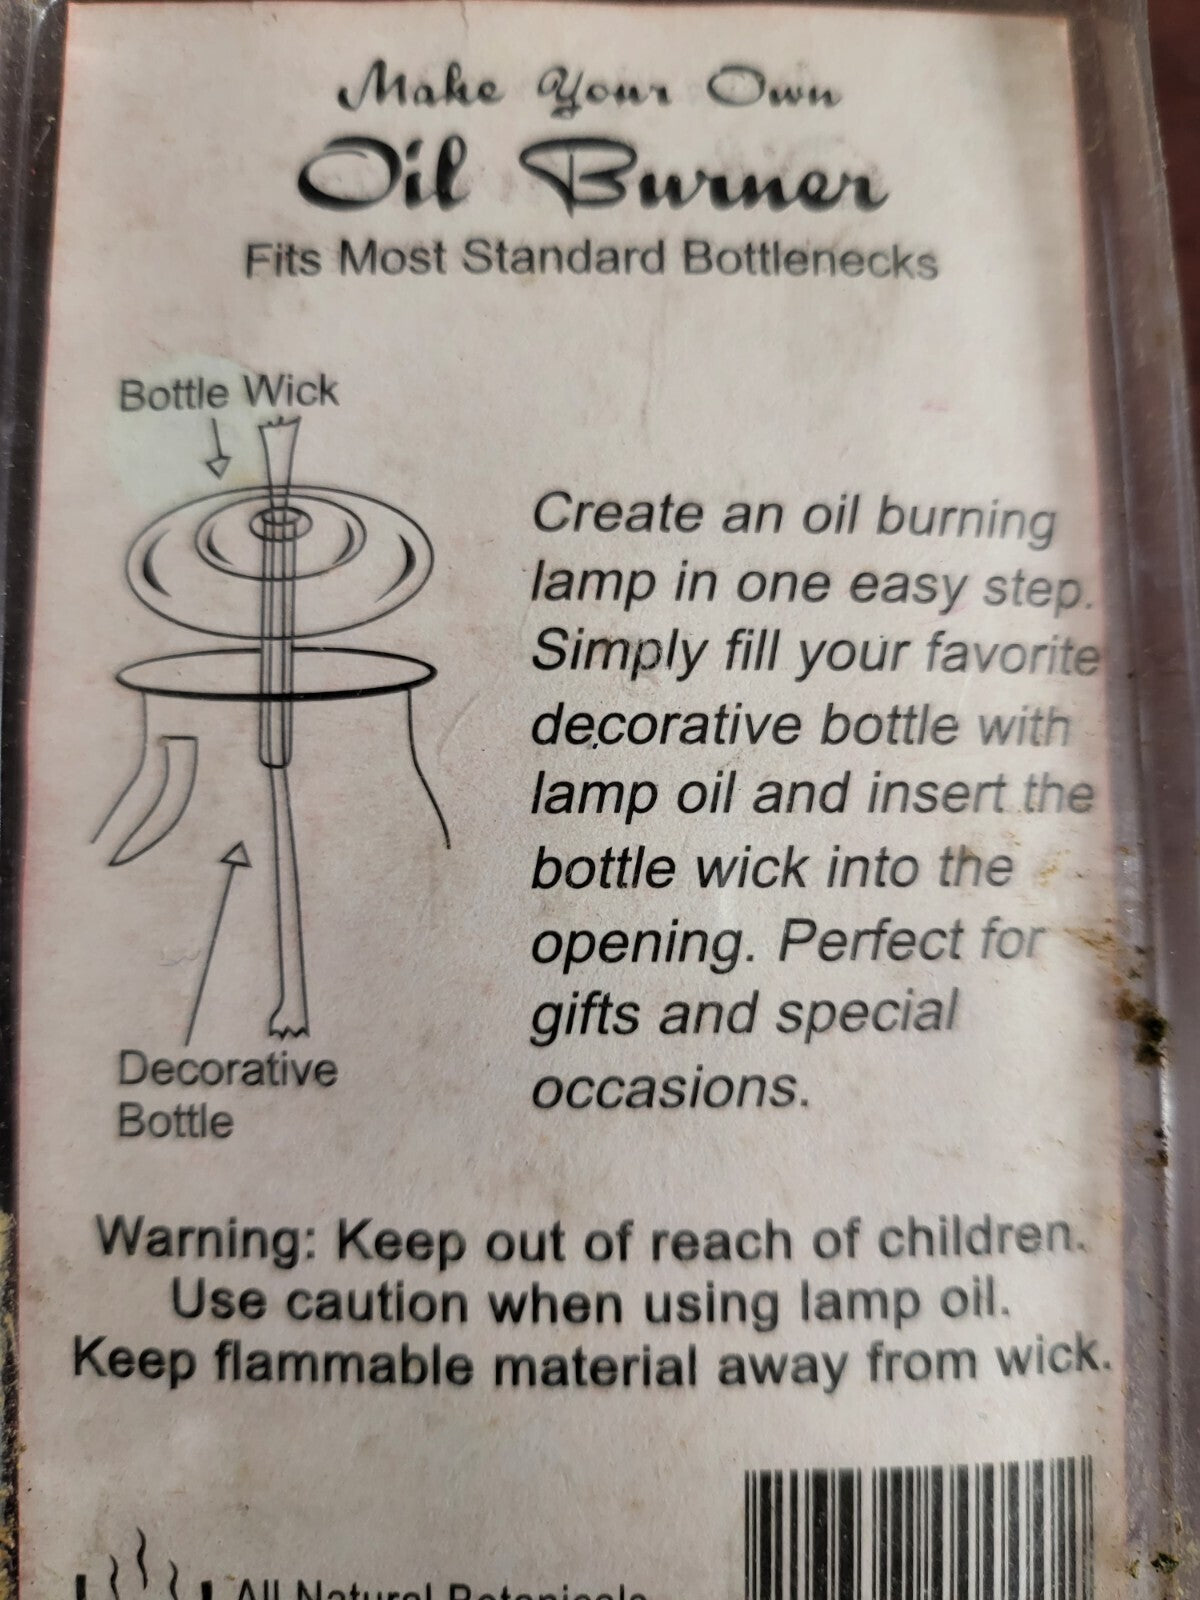 Make Your Own
Oil Burner
Fits Most Standard Bottlenecks
Bottle Wick
Create an oil burning
lamp in one easy step.
Simply fill your favorite
decorative bottle with
lamp oil and insert the
bottle wick into the
opening. Perfect for
gifts and special
occasions.
Decorative
Bottle
Warning: Keep out of reach of children.
Use caution when using lamp oil.
Keep flammable material away from wick.
All Natural Botanicals